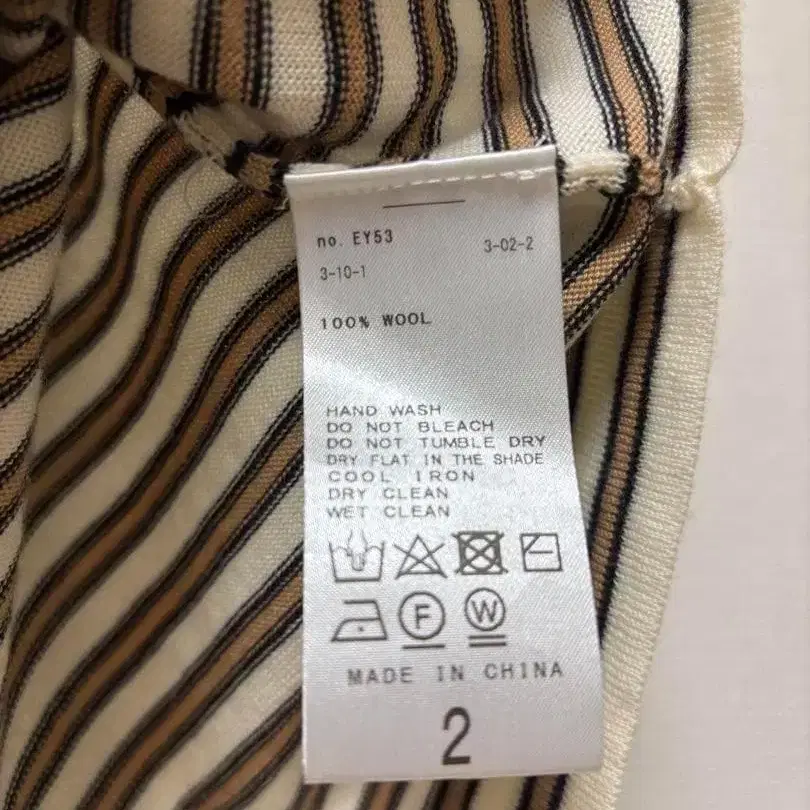 no. EY53
3-02-2
3-10-1
100% WOOL
HAND WASH
DO NOT BLEACH
DO NOT TUMBLE DRY
DRY FLAT IN THE SHADE
COOL IRON
DRY CLEAN
WET CLEAN
F W
MADE IN CHINA
2